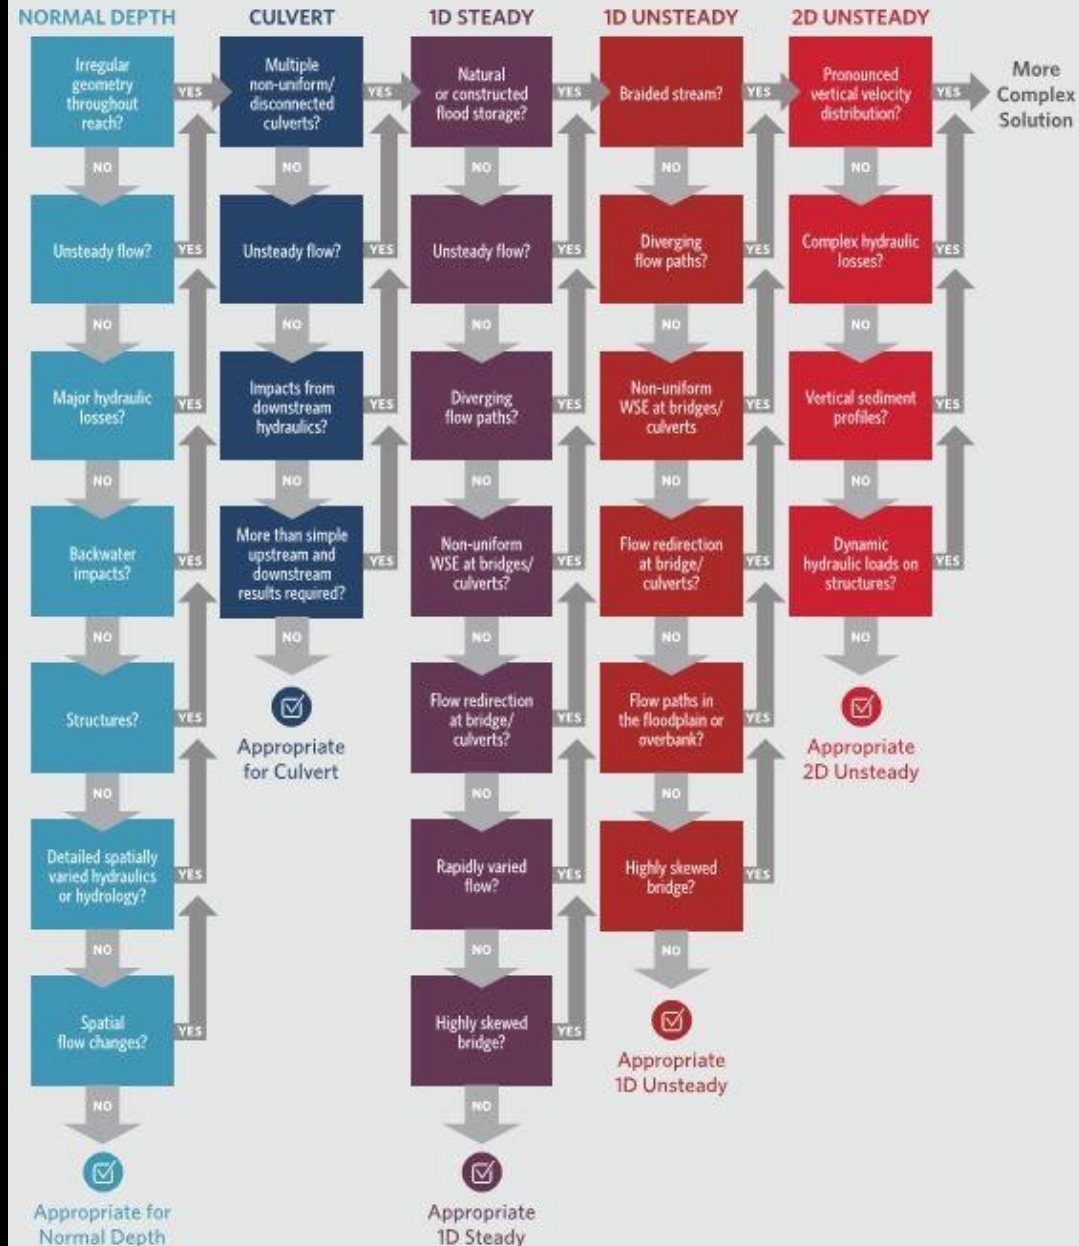 NORMAL DEPTH
CULVERT
1D STEADY
1D UNSTEADY
2D UNSTEADY
Irregular
geometry
throughout
reach?
YES
Multiple
non-uniform/
disconnected
culverts?
YES
Natural
or constructed
flood storage?
YES
Braided stream?
YES
Pronounced
vertical velocity
distribution?
YES
More
Complex
Solution
NO
NO
NO
NO
NO
Unsteady flow?
YES
Unsteady flow?
YES
Unsteady flow?
YES
Diverging
flow paths?
YES
Complex hydraulic
losses?
YES
NO
NO
NO
NO
NO
Major hydraulic
losses?
YES
Impacts from
downstream
hydraulics?
YES
Diverging
flow paths?
YES
Non-uniform
WSE at bridges/
culverts
YES
Vertical sediment
profiles?
YES
NO
NO
NO
NO
NO
Backwater
impacts?
YES
More than simple
upstream and
downstream
results required?
YES
Non-uniform
WSE at bridges/
culverts?
YES
Flow redirection
at bridge/
culverts?
YES
Dynamic
hydraulic loads on
structures?
YES
NO
NO
NO
NO
NO
Structures?
YES
Appropriate
for Culvert
Flow redirection
at bridge/
culverts?
YES
Flow paths in
the floodplain or
overbank?
YES
Appropriate
2D Unsteady
NO
NO
NO
Detailed spatially
varied hydraulics
or hydrology?
YES
Rapidly varied
flow?
YES
Highly skewed
bridge?
YES
NO
NO
NO
Spatial
flow changes?
YES
Highly skewed
bridge?
YES
Appropriate
1D Unsteady
NO
NO
Appropriate for
Normal Depth
Appropriate
1D Steady